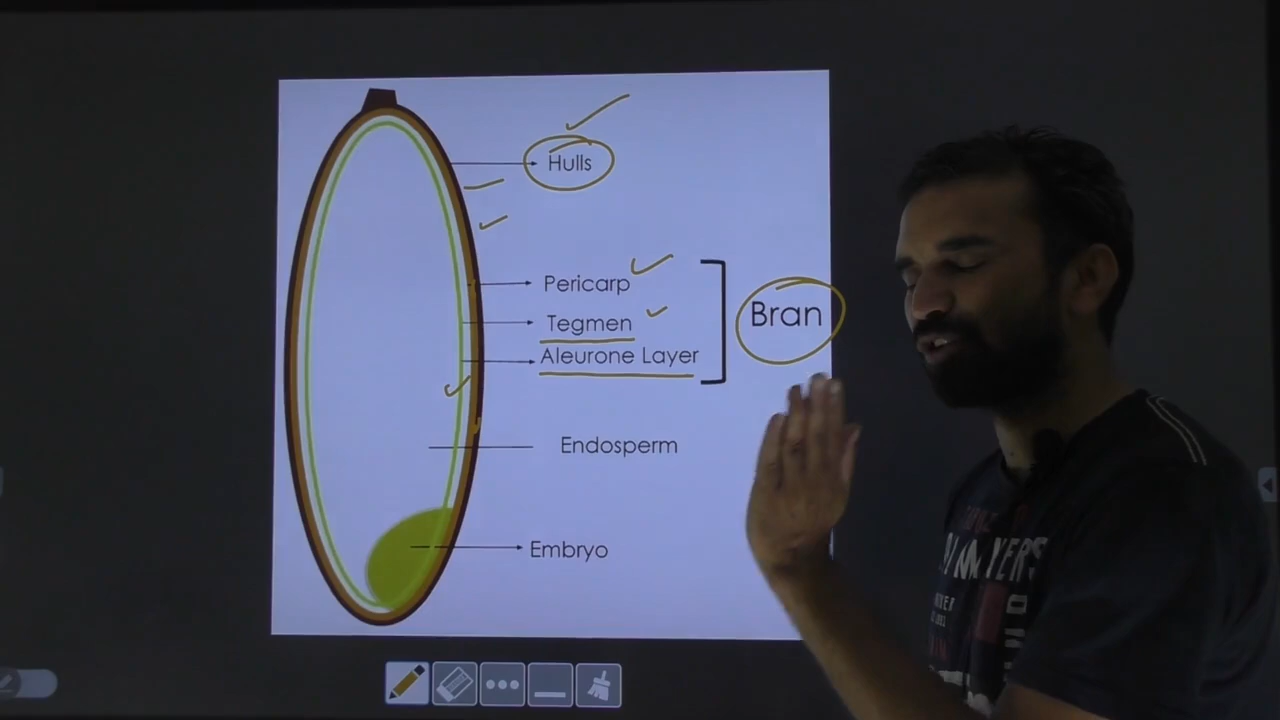 Hulls
Pericarp
Tegmen
Aleurone Layer
Bran
Endosperm
Embryo